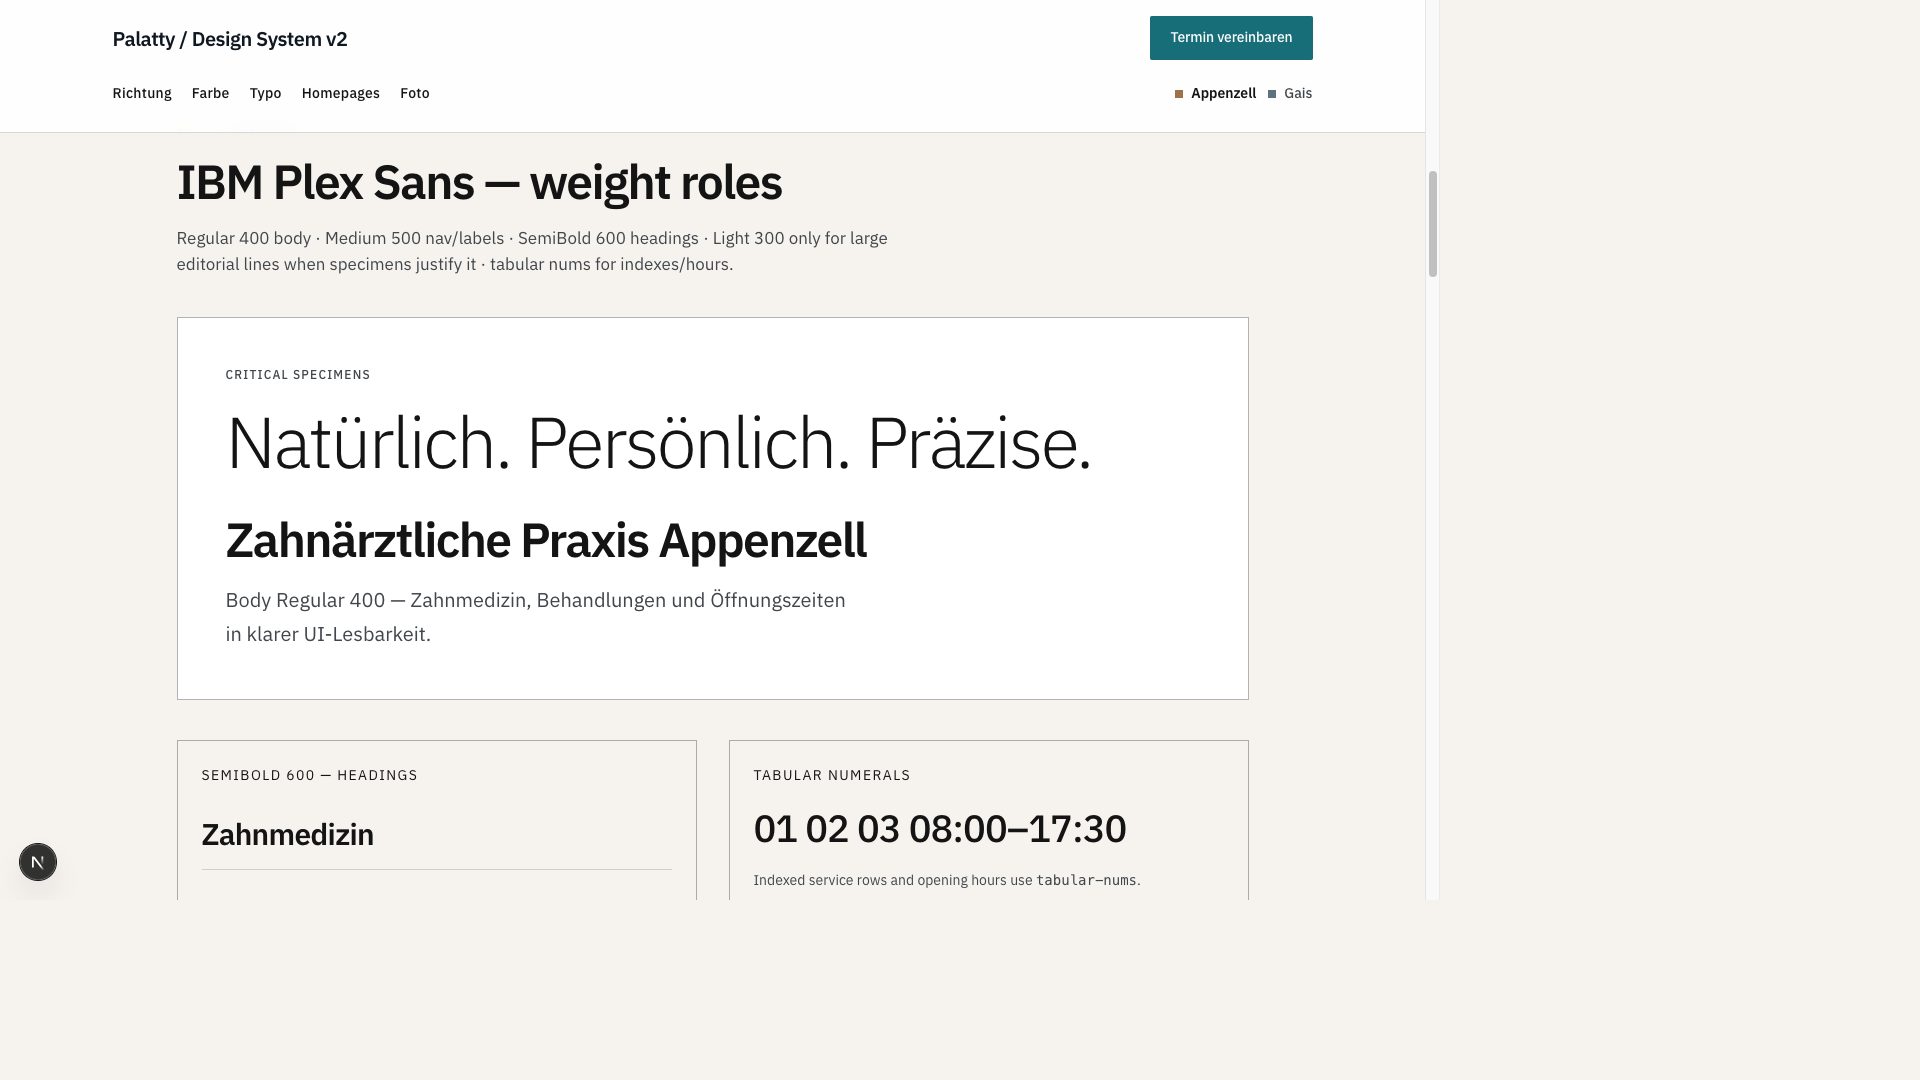 Palatty / Design System v2
Termin vereinbaren
Richtung Farbe Typo Homepages Foto
Appenzell Gais
IBM Plex Sans — weight roles
Regular 400 body · Medium 500 nav/labels · SemiBold 600 headings · Light 300 only for large
editorial lines when specimens justify it · tabular nums for indexes/hours.
CRITICAL SPECIMENS
Natürlich. Persönlich. Präzise.
Zahnärztliche Praxis Appenzell
Body Regular 400 — Zahnmedizin, Behandlungen und Öffnungszeiten
in klarer UI-Lesbarkeit.
SEMIBOLD 600 — HEADINGS
Zahnmedizin
TABULAR NUMERALS
01 02 03 08:00–17:30
Indexed service rows and opening hours use tabular-nums.
N